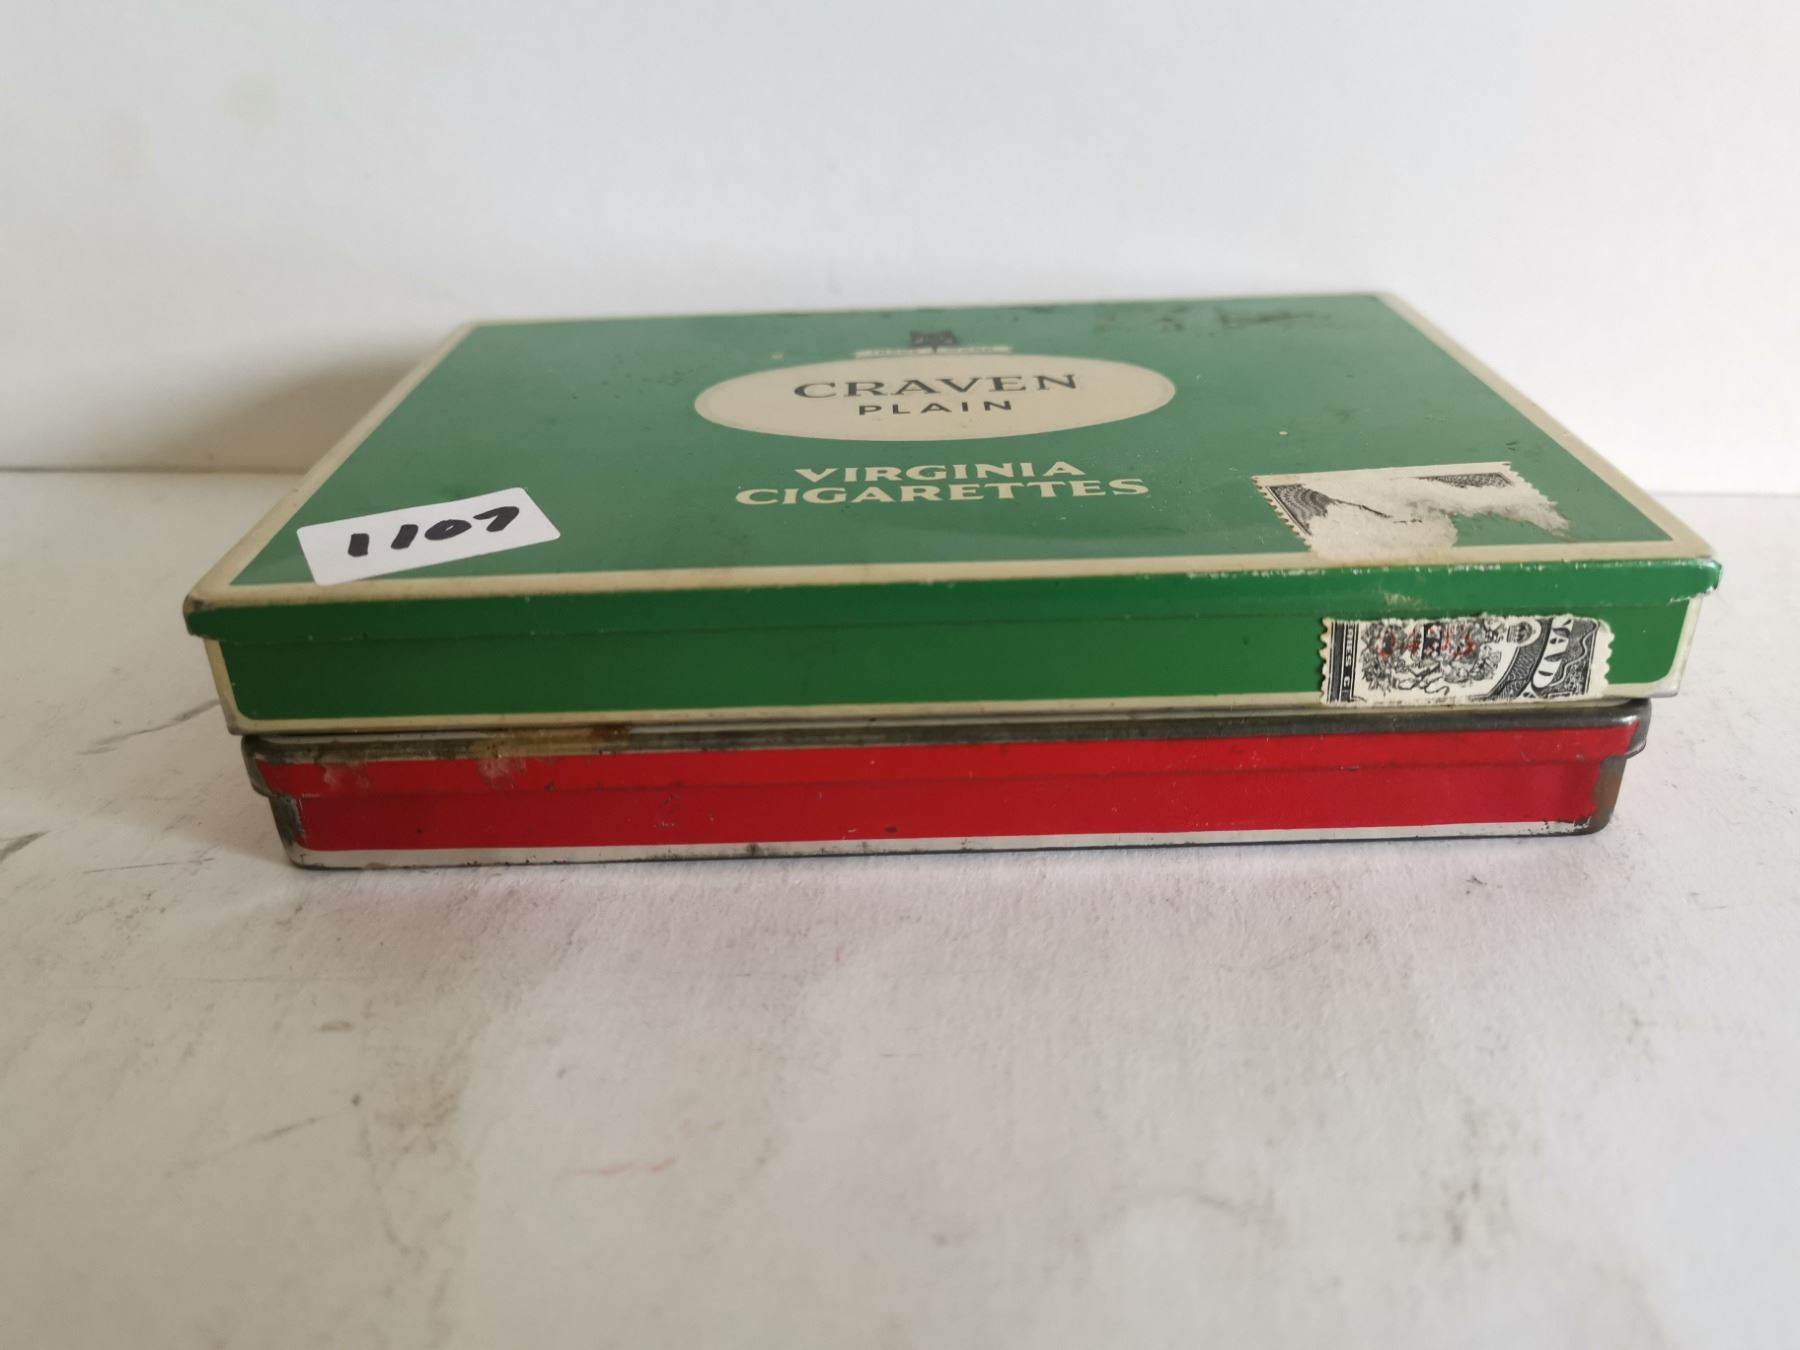 CRAVEN
PLAIN
VIRGINIA
CIGARETTES
1107